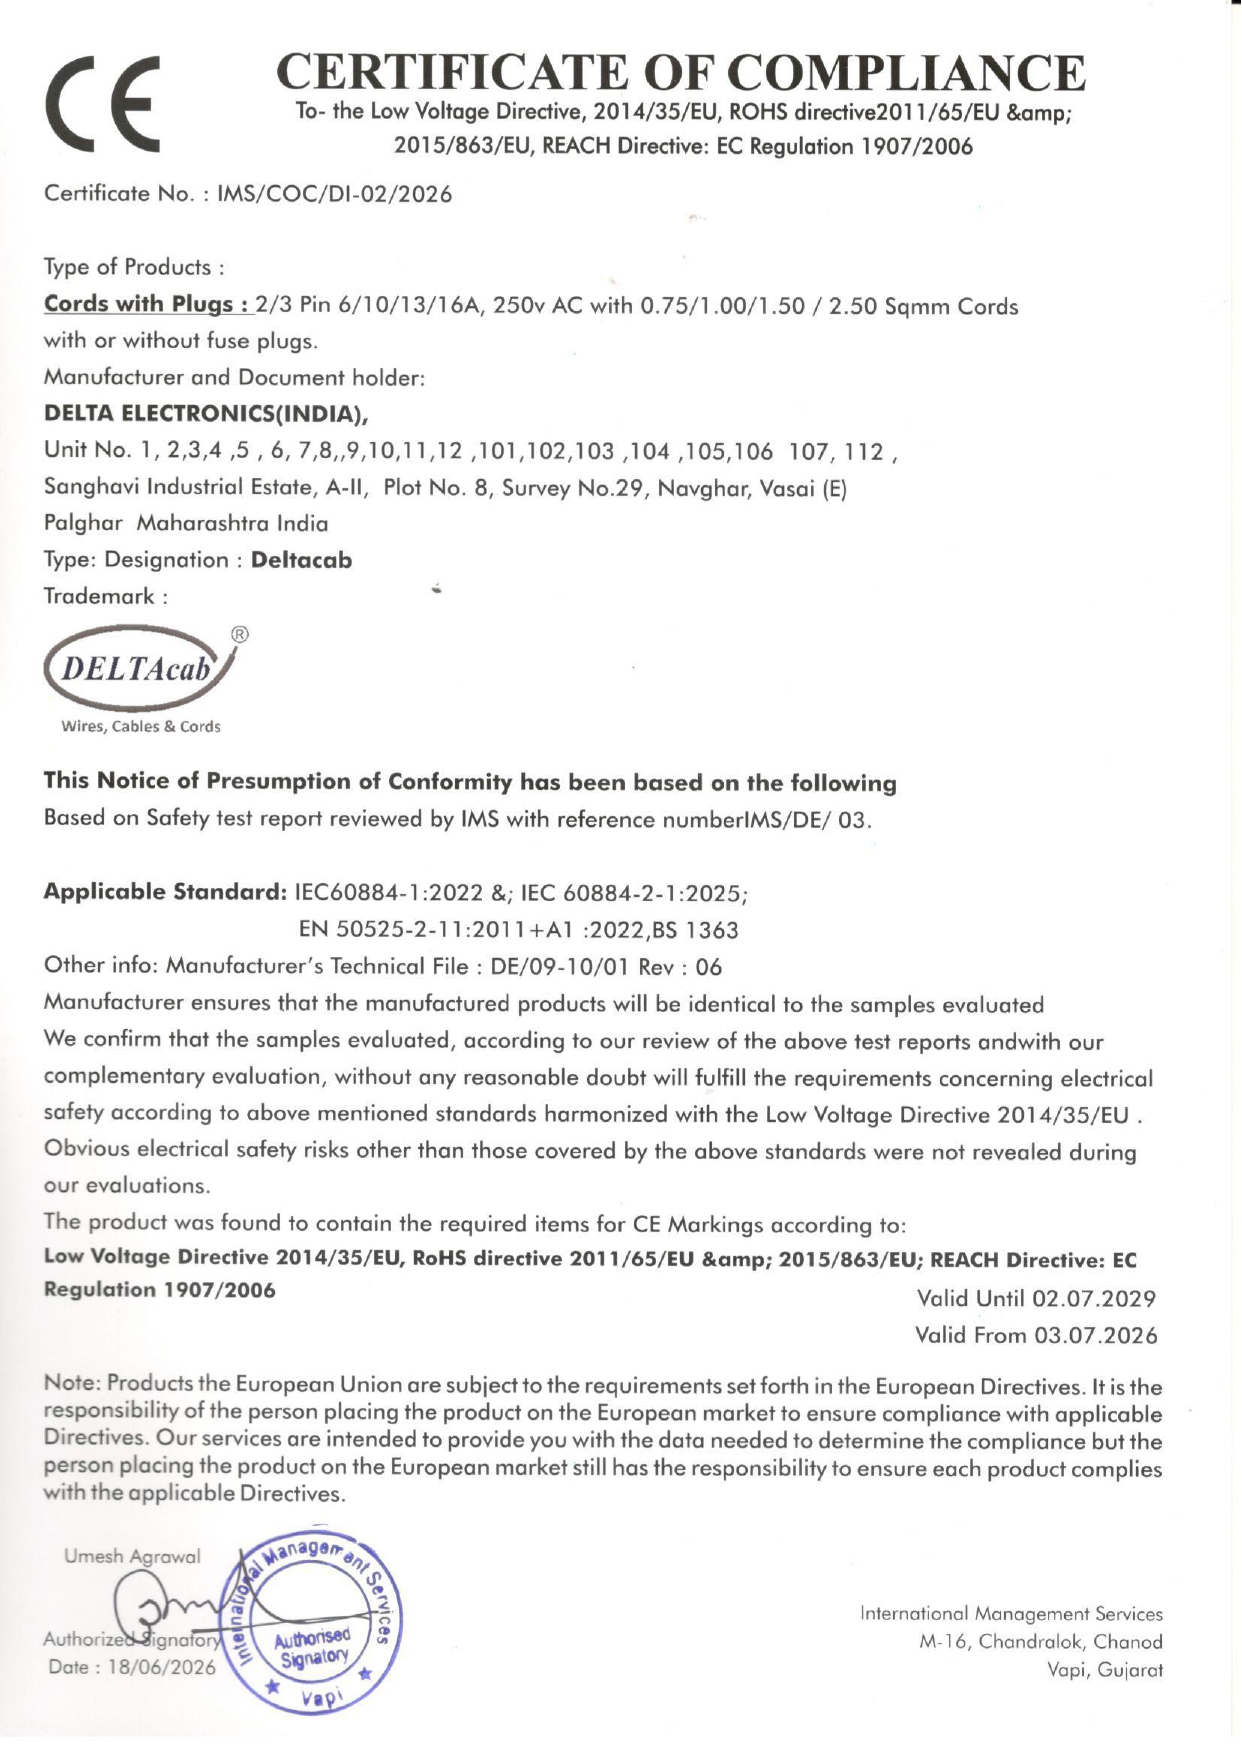 CE
CERTIFICATE OF COMPLIANCE
To- the Low Voltage Directive, 2014/35/EU, ROHS directive2011/65/EU &amp;
2015/863/EU, REACH Directive: EC Regulation 1907/2006
Certificate No. : IMS/COC/DI-02/2026
Type of Products :
Cords with Plugs : 2/3 Pin 6/10/13/16A, 250v AC with 0.75/1.00/1.50 / 2.50 Sqmm Cords
with or without fuse plugs.
Manufacturer and Document holder:
DELTA ELECTRONICS(INDIA),
Unit No. 1, 2,3,4 ,5 , 6, 7,8,,9,10,11,12 ,101,102,103 ,104 ,105,106 107, 112 ,
Sanghavi Industrial Estate, A-II, Plot No. 8, Survey No.29, Navghar, Vasai (E)
Palghar Maharashtra India
Type: Designation : Deltacab
Trademark :
DELTAcab ®
Wires, Cables & Cords
This Notice of Presumption of Conformity has been based on the following
Based on Safety test report reviewed by IMS with reference numberIMS/DE/ 03.
Applicable Standard: IEC60884-1:2022 &; IEC 60884-2-1:2025;
EN 50525-2-11:2011+A1 :2022,BS 1363
Other info: Manufacturer's Technical File : DE/09-10/01 Rev : 06
Manufacturer ensures that the manufactured products will be identical to the samples evaluated
We confirm that the samples evaluated, according to our review of the above test reports andwith our
complementary evaluation, without any reasonable doubt will fulfill the requirements concerning electrical
safety according to above mentioned standards harmonized with the Low Voltage Directive 2014/35/EU .
Obvious electrical safety risks other than those covered by the above standards were not revealed during
our evaluations.
The product was found to contain the required items for CE Markings according to:
Low Voltage Directive 2014/35/EU, RoHS directive 2011/65/EU &amp; 2015/863/EU; REACH Directive: EC
Regulation 1907/2006
Valid Until 02.07.2029
Valid From 03.07.2026
Note: Products the European Union are subject to the requirements set forth in the European Directives. It is the
responsibility of the person placing the product on the European market to ensure compliance with applicable
Directives. Our services are intended to provide you with the data needed to determine the compliance but the
person placing the product on the European market still has the responsibility to ensure each product complies
with the applicable Directives.
Umesh Agrawal
Authorized Signatory
Date : 18/06/2026
International Management Services
Authorised
Signatory
★ Vapi ★
International Management Services
M-16, Chandralok, Chanod
Vapi, Gujarat